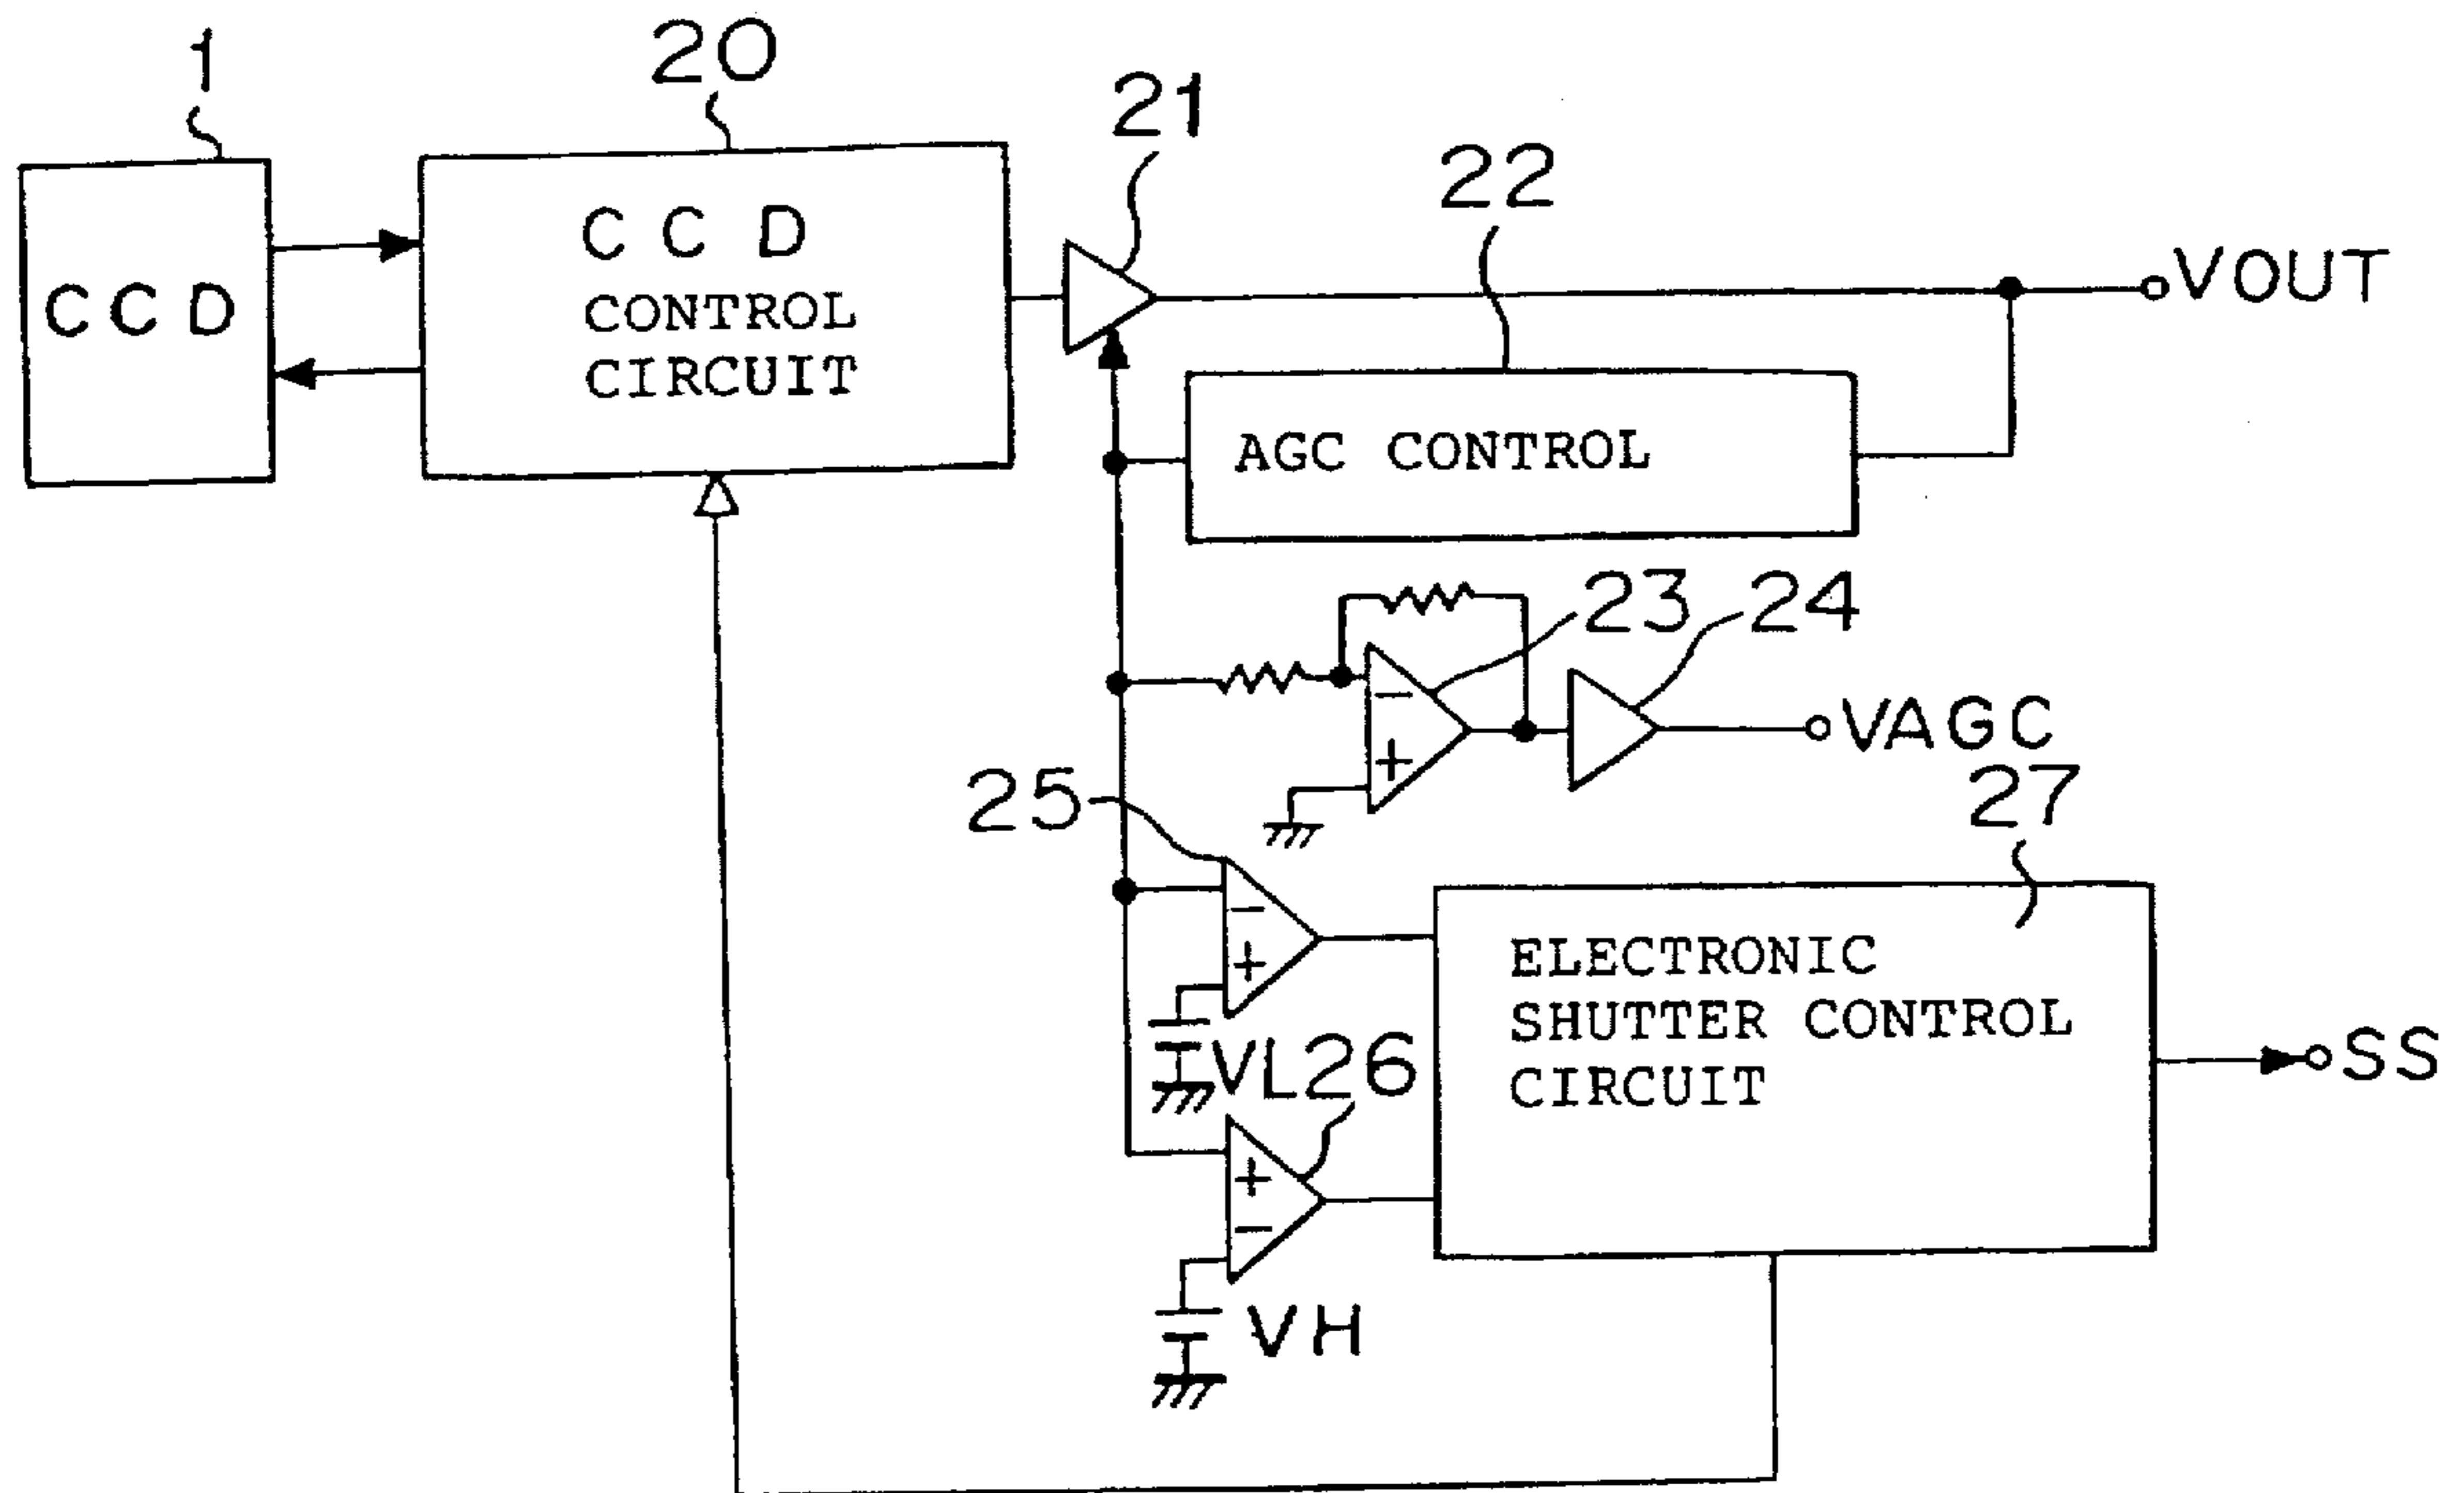 1
20
21
22
CCD
CCD
CONTROL
CIRCUIT
VOUT
AGC CONTROL
23
24
VAGC
25
27
−
+
−
+
ELECTRONIC
SHUTTER CONTROL
CIRCUIT
VL
26
SS
+
−
VH